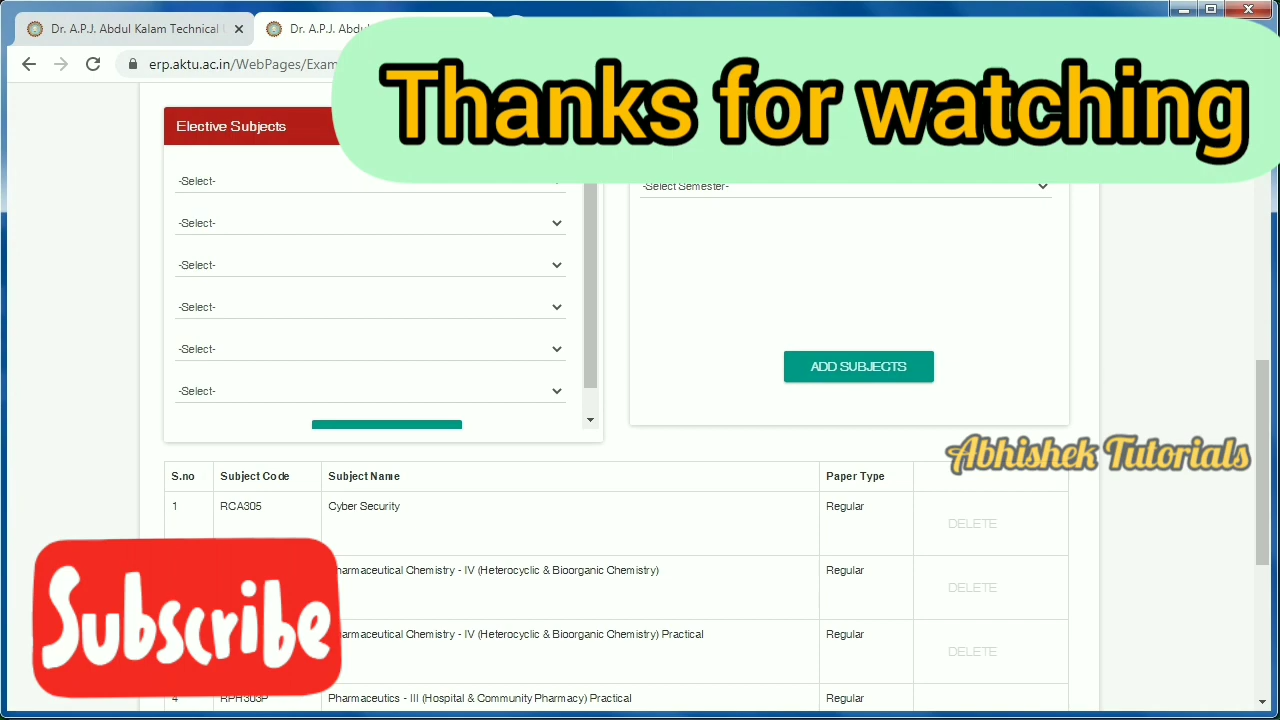 Dr. A.P.J. Abdul Kalam Technical
Dr. A.P.J. Abdu
erp.aktu.ac.in/WebPages/Exam
Thanks for watching
Elective Subjects
-Select-
-Select Semester-
-Select-
-Select-
-Select-
-Select-
-Select-
ADD SUBJECTS
Abhishek Tutorials
S.no Subject Code Subject Name Paper Type
1 RCA305 Cyber Security Regular
DELETE
harmaceutical Chemistry - IV (Heterocyclic & Bioorganic Chemistry) Regular
DELETE
harmaceutical Chemistry - IV (Heterocyclic & Bioorganic Chemistry) Practical Regular
DELETE
Subscribe
4 RPH303P Pharmaceutics - III (Hospital & Community Pharmacy) Practical Regular